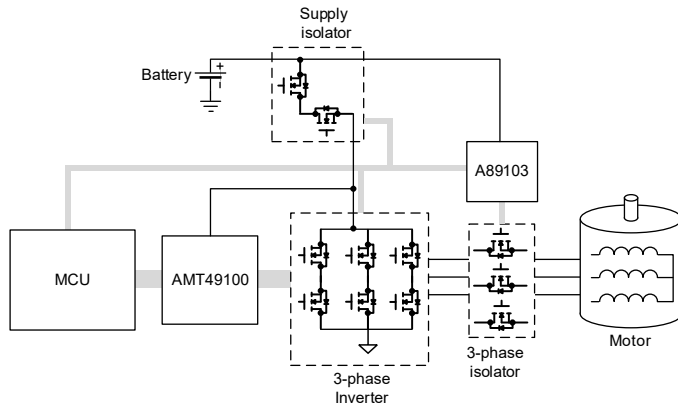 Supply
isolator
Battery
+
-
A89103
MCU
AMT49100
3-phase
Inverter
3-phase
isolator
Motor